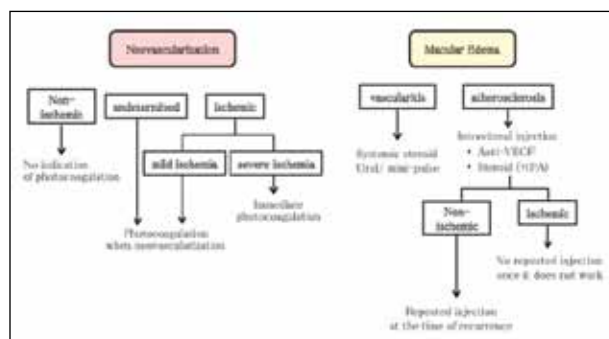 Neovascularization
Non-
ischemic
undetermined
ischemic
No indication
of photocoagulation
mild ischemia
severe ischemia
Immediate
photocoagulation
Photocoagulation
when neovascularization
Macular Edema
vasculitis
atherosclerosis
Systemic steroid
Oral/ mini-pulse
Intravitreal injection
• Anti-VEGF
• Steroid
Non-
ischemic
Ischemic
No repeated injection
once it does not work
Repeated injection
at the time of recurrence